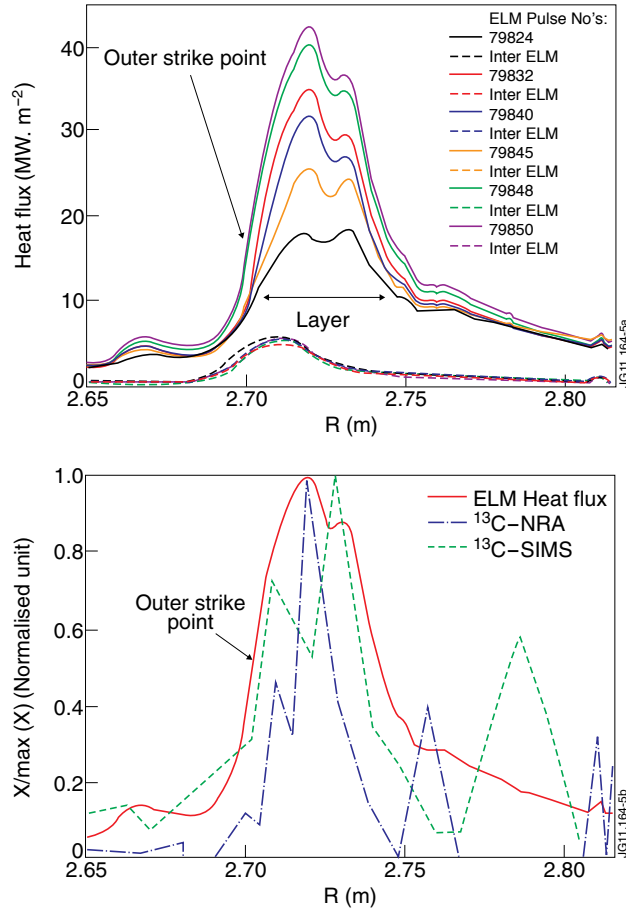 ELM Pulse No's:
79824
Inter ELM
79832
Inter ELM
79840
Inter ELM
79845
Inter ELM
79848
Inter ELM
79850
Inter ELM
Outer strike point
Layer
Heat flux (MW. m⁻²)
40
30
20
10
0
2.65
2.70
2.75
2.80
R (m)
JG11.164-5a
ELM Heat flux
¹³C–NRA
¹³C–SIMS
Outer strike
point
X/max (X) (Normalised unit)
1.0
0.8
0.6
0.4
0.2
0
2.65
2.70
2.75
2.80
R (m)
JG11.164-5b